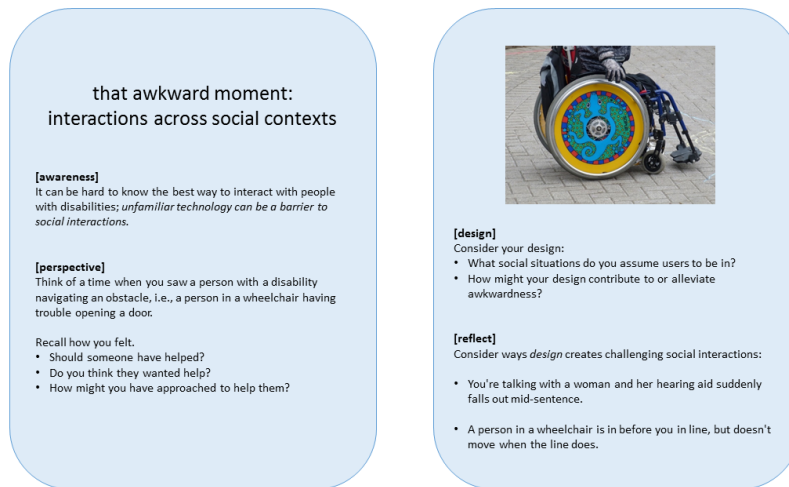 that awkward moment:
interactions across social contexts
[awareness]
It can be hard to know the best way to interact with people
with disabilities; unfamiliar technology can be a barrier to
social interactions.
[perspective]
Think of a time when you saw a person with a disability
navigating an obstacle, i.e., a person in a wheelchair having
trouble opening a door.
Recall how you felt.
• Should someone have helped?
• Do you think they wanted help?
• How might you have approached to help them?
[design]
Consider your design:
• What social situations do you assume users to be in?
• How might your design contribute to or alleviate
awkwardness?
[reflect]
Consider ways design creates challenging social interactions:
• You're talking with a woman and her hearing aid suddenly
falls out mid-sentence.
• A person in a wheelchair is in before you in line, but doesn't
move when the line does.